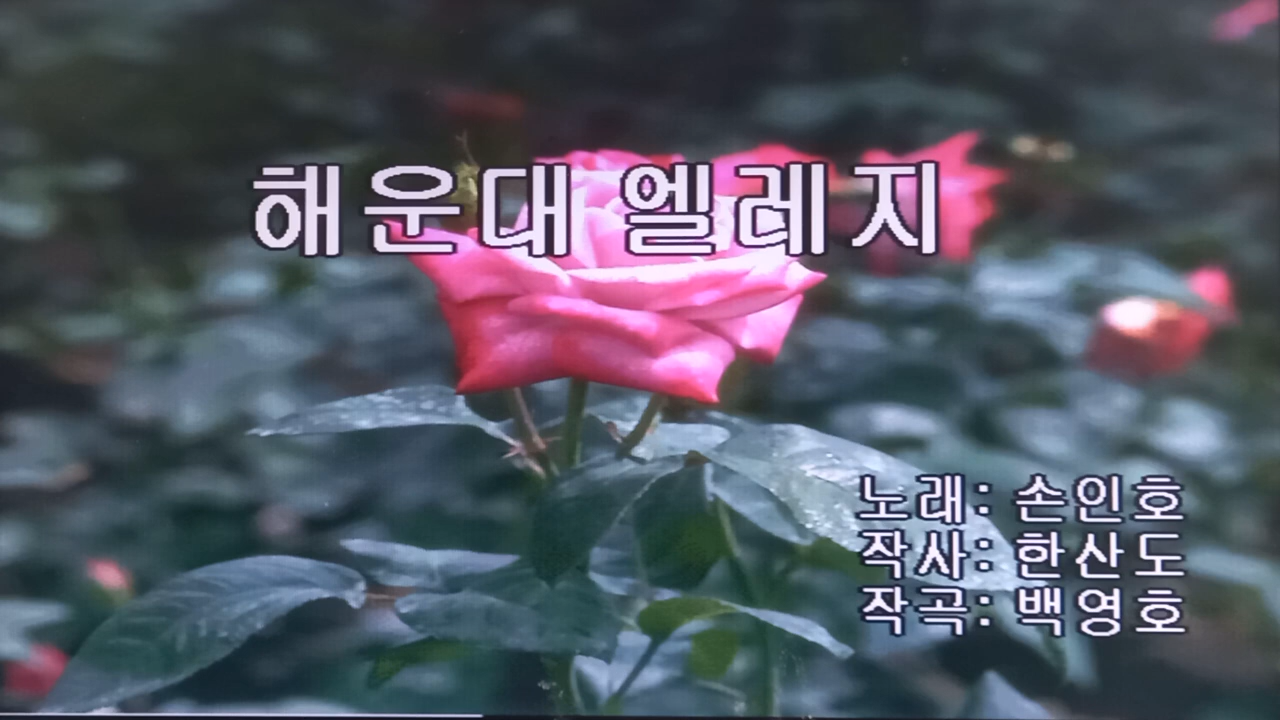 해운대 엘레지
노래: 손인호
작사: 한산도
작곡: 백영호